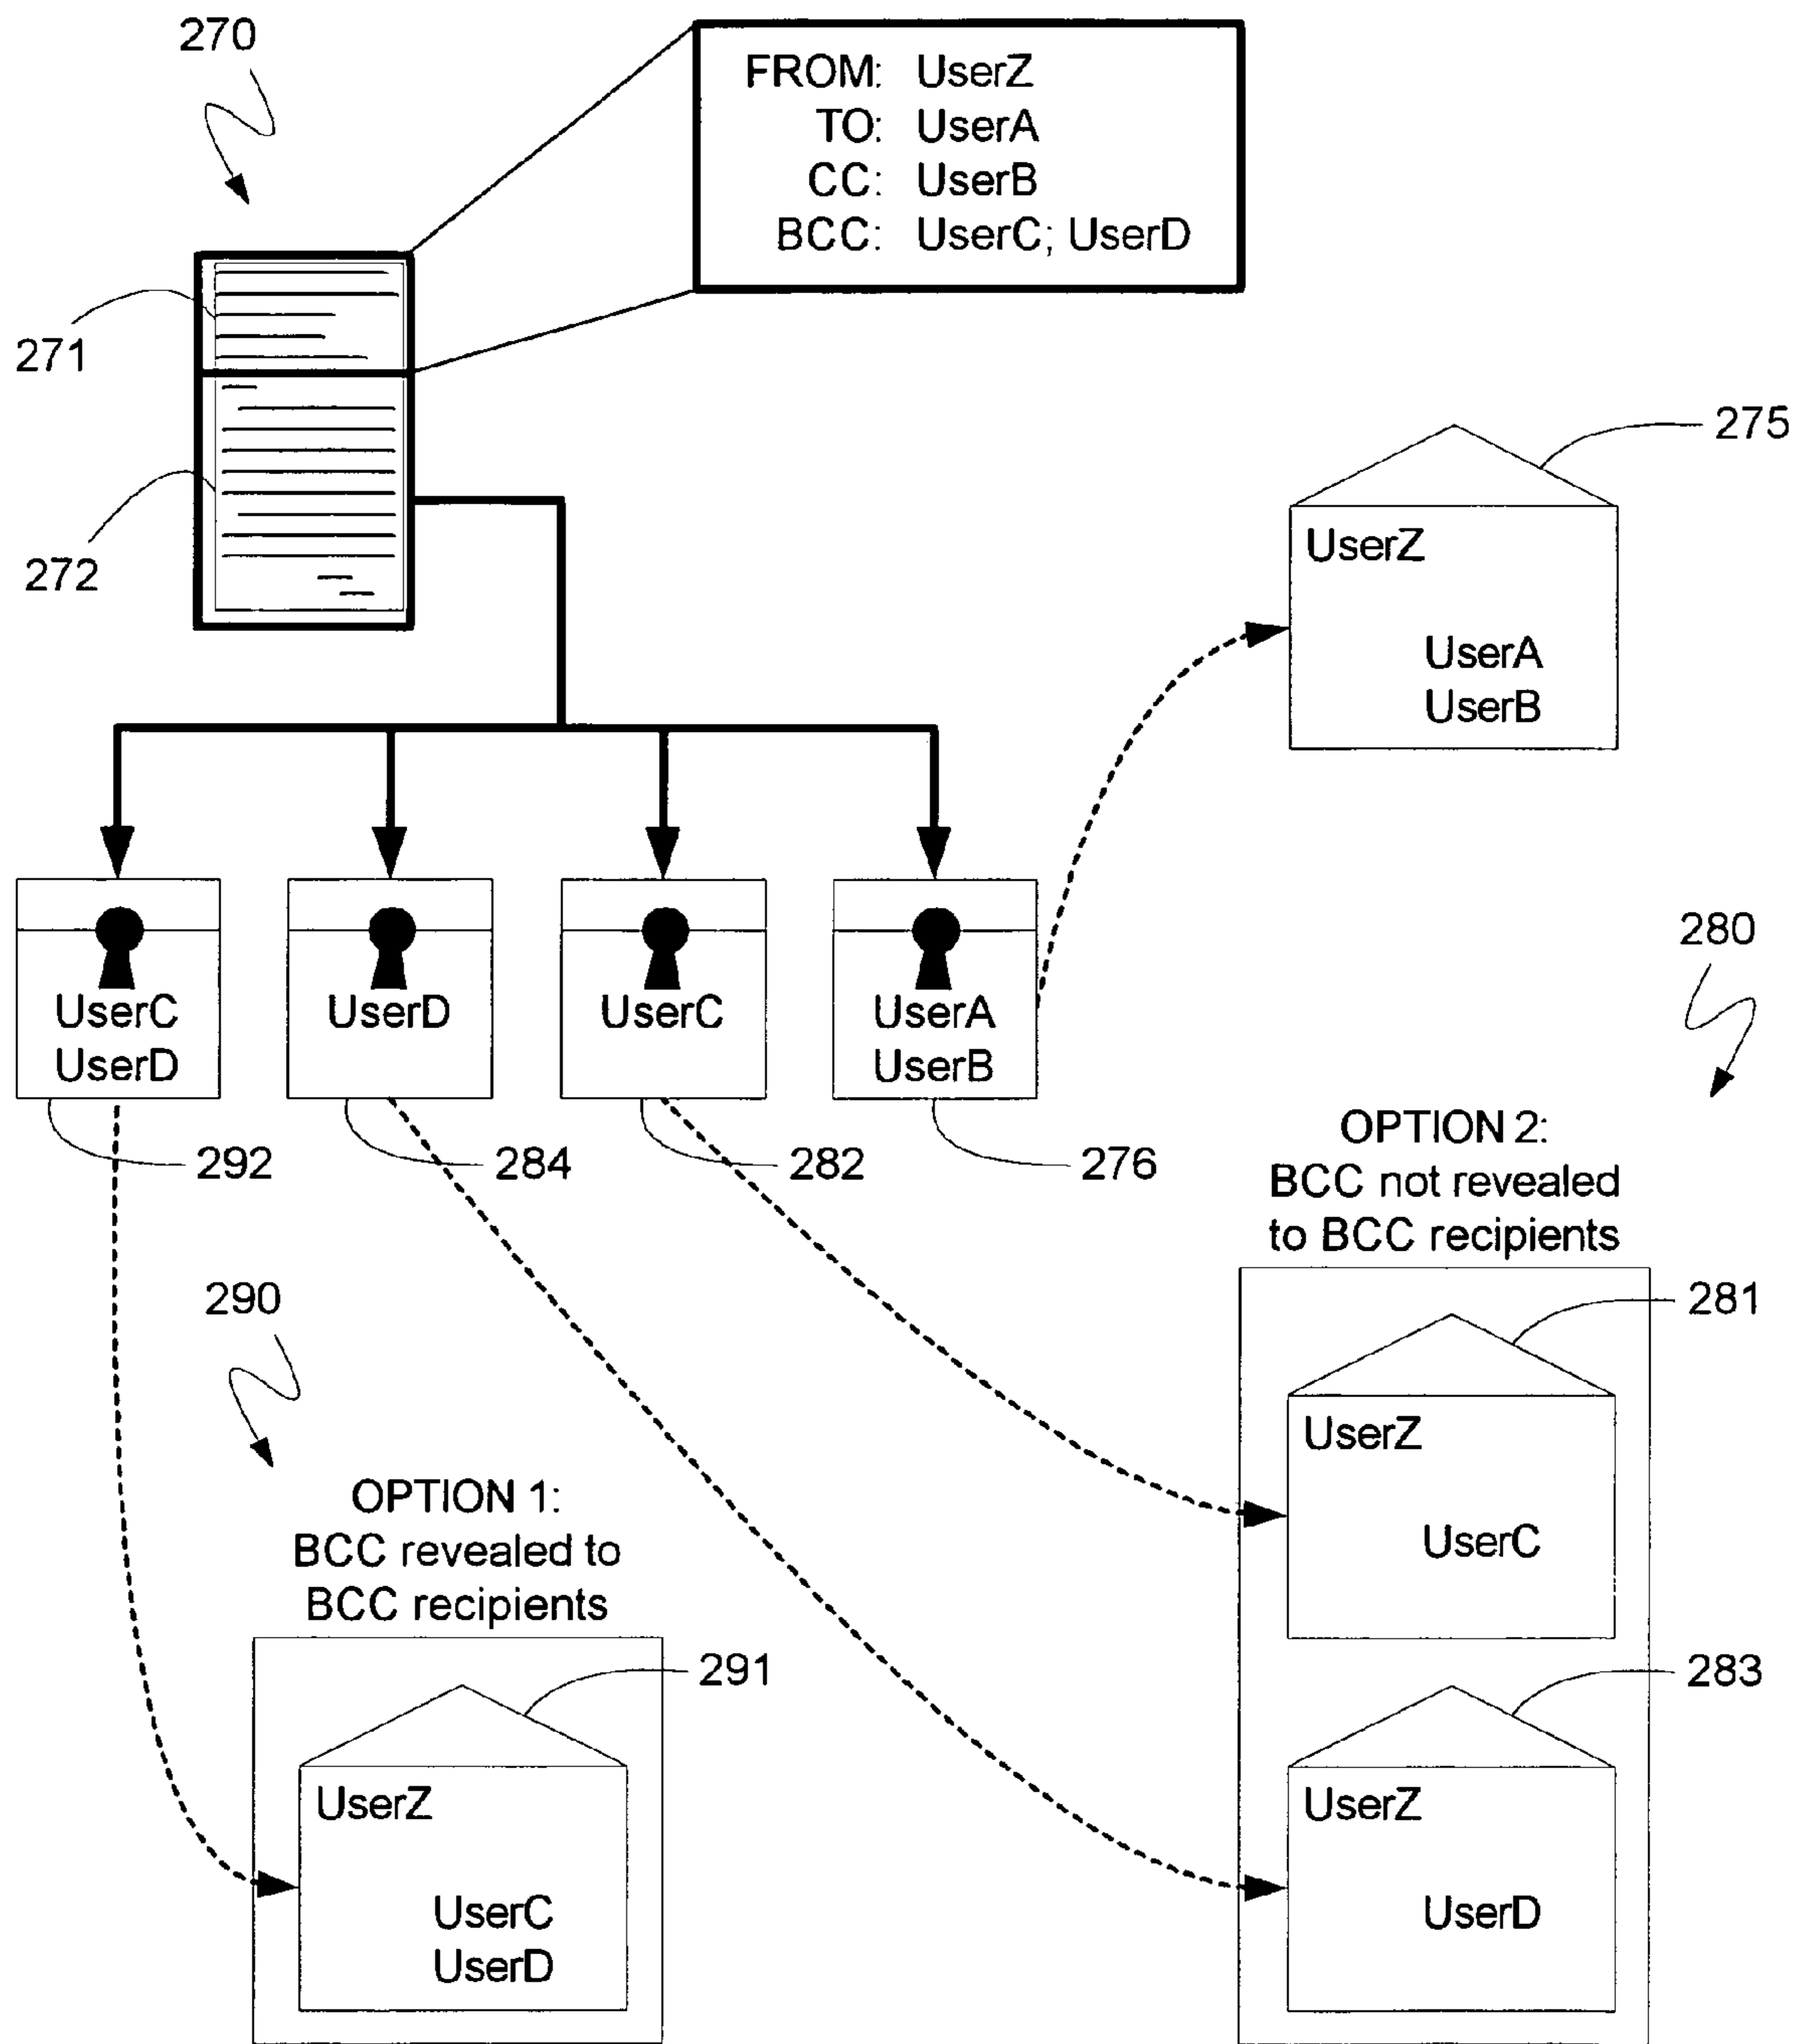 270
FROM: UserZ
TO: UserA
CC: UserB
BCC: UserC; UserD
271
272
275
UserZ
UserA
UserB
UserC
UserD
UserD
UserC
UserA
UserB
292
284
282
276
280
OPTION 2:
BCC not revealed
to BCC recipients
281
UserZ
UserC
283
UserZ
UserD
290
OPTION 1:
BCC revealed to
BCC recipients
291
UserZ
UserC
UserD